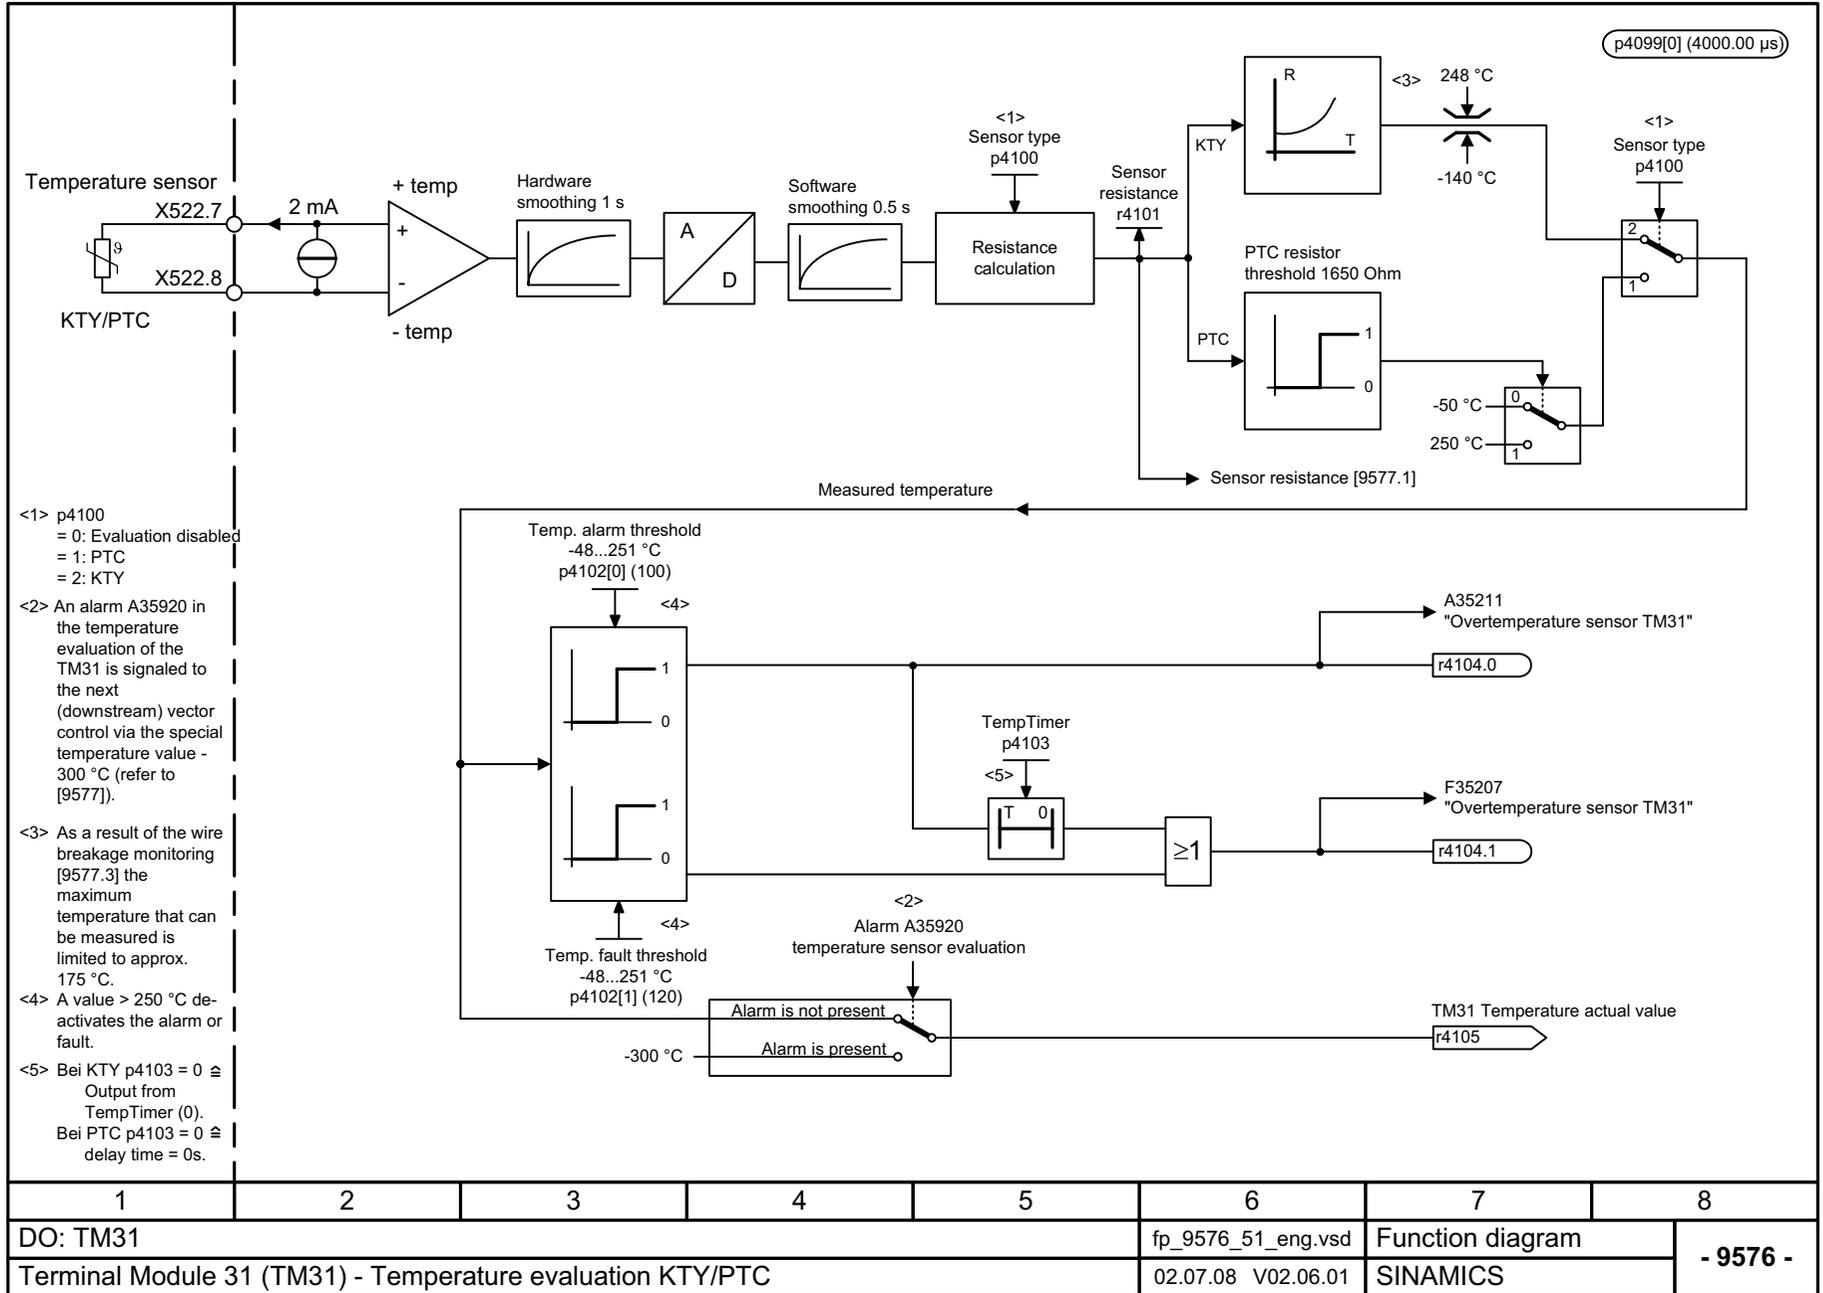 p4099[0] (4000.00 µs)
R
T
<3>
248 °C
-140 °C
<1>
Sensor type
p4100
<1>
Sensor type
p4100
Sensor
resistance
r4101
KTY
Temperature sensor
X522.7
2 mA
ϑ
X522.8
KTY/PTC
+ temp
+
-
- temp
Hardware
smoothing 1 s
A
D
Software
smoothing 0.5 s
Resistance
calculation
2
1
PTC resistor
threshold 1650 Ohm
PTC
1
0
-50 °C
250 °C
0
1
Sensor resistance [9577.1]
Measured temperature
<1> p4100
= 0: Evaluation disabled
= 1: PTC
= 2: KTY
<2> An alarm A35920 in
the temperature
evaluation of the
TM31 is signaled to
the next
(downstream) vector
control via the special
temperature value -
300 °C (refer to
[9577]).
<3> As a result of the wire
breakage monitoring
[9577.3] the
maximum
temperature that can
be measured is
limited to approx.
175 °C.
<4> A value > 250 °C de-
activates the alarm or
fault.
<5> Bei KTY p4103 = 0 ≙
Output from
TempTimer (0).
Bei PTC p4103 = 0 ≙
delay time = 0s.
Temp. alarm threshold
-48...251 °C
p4102[0] (100)
<4>
1
0
1
0
<4>
Temp. fault threshold
-48...251 °C
p4102[1] (120)
A35211
"Overtemperature sensor TM31"
r4104.0
TempTimer
p4103
<5>
T 0
≥1
F35207
"Overtemperature sensor TM31"
r4104.1
<2>
Alarm A35920
temperature sensor evaluation
Alarm is not present
-300 °C
Alarm is present
TM31 Temperature actual value
r4105
1 2 3 4 5 6 7 8
DO: TM31
fp_9576_51_eng.vsd
Function diagram
- 9576 -
Terminal Module 31 (TM31) - Temperature evaluation KTY/PTC
02.07.08 V02.06.01
SINAMICS